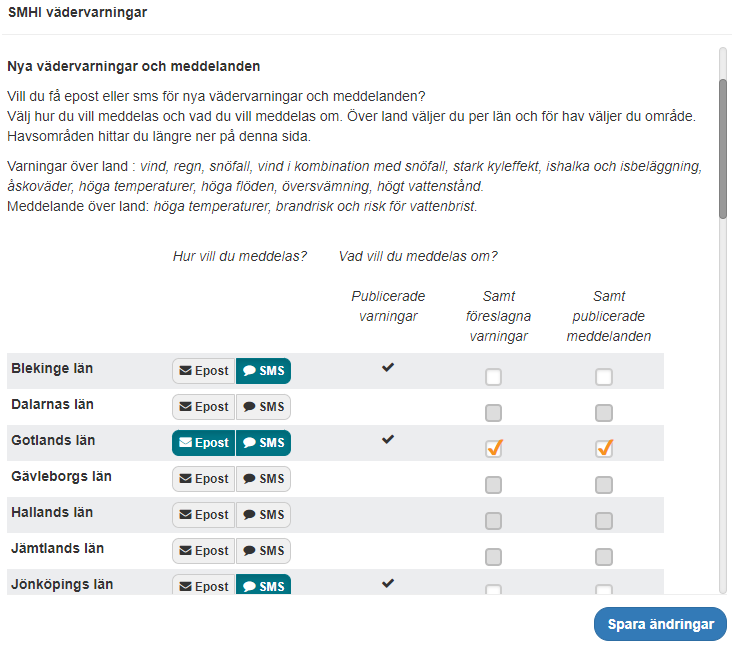 SMHI vädervarningar
Nya vädervarningar och meddelanden
Vill du få epost eller sms för nya vädervarningar och meddelanden?
Välj hur du vill meddelas och vad du vill meddelas om. Över land väljer du per län och för hav väljer du område.
Havsområden hittar du längre ner på denna sida.
Varningar över land : vind, regn, snöfall, vind i kombination med snöfall, stark kyleffekt, ishalka och isbeläggning,
åskoväder, höga temperaturer, höga flöden, översvämning, högt vattenstånd.
Meddelande över land: höga temperaturer, brandrisk och risk för vattenbrist.
Hur vill du meddelas? Vad vill du meddelas om?
Publicerade Samt Samt
varningar föreslagna publicerade
varningar meddelanden
Blekinge län Epost SMS
Dalarnas län Epost SMS
Gotlands län Epost SMS
Gävleborgs län Epost SMS
Hallands län Epost SMS
Jämtlands län Epost SMS
Jönköpings län Epost SMS
Spara ändringar